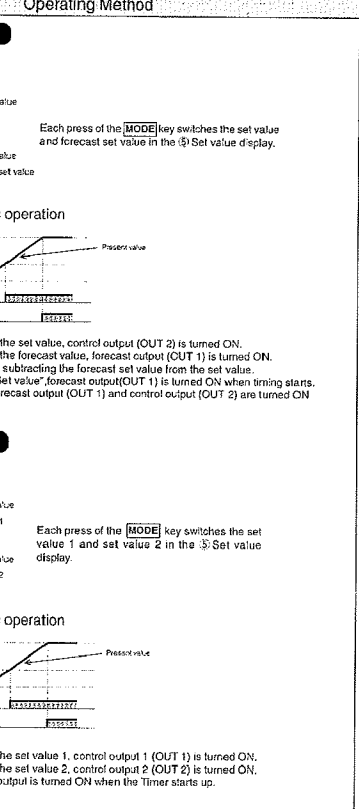 Operating Method
alue
Each press of the MODE key switches the set value
and forecast set value in the ⑤ Set value display.
alue
set value
operation
Present value
the set value, control output (OUT 2) is turned ON.
the forecast value, forecast output (OUT 1) is turned ON.
subtracting the forecast set value from the set value.
et value",forecast output(OUT 1) is turned ON when timing starts.
recast output (OUT 1) and control output (OUT 2) are turned ON
alue
1
Each press of the MODE key switches the set
value 1 and set value 2 in the ⑤ Set value
display.
alue
2
operation
Present value
he set value 1, control output 1 (OUT 1) is turned ON.
he set value 2, control output 2 (OUT 2) is turned ON.
output is turned ON when the Timer starts up.